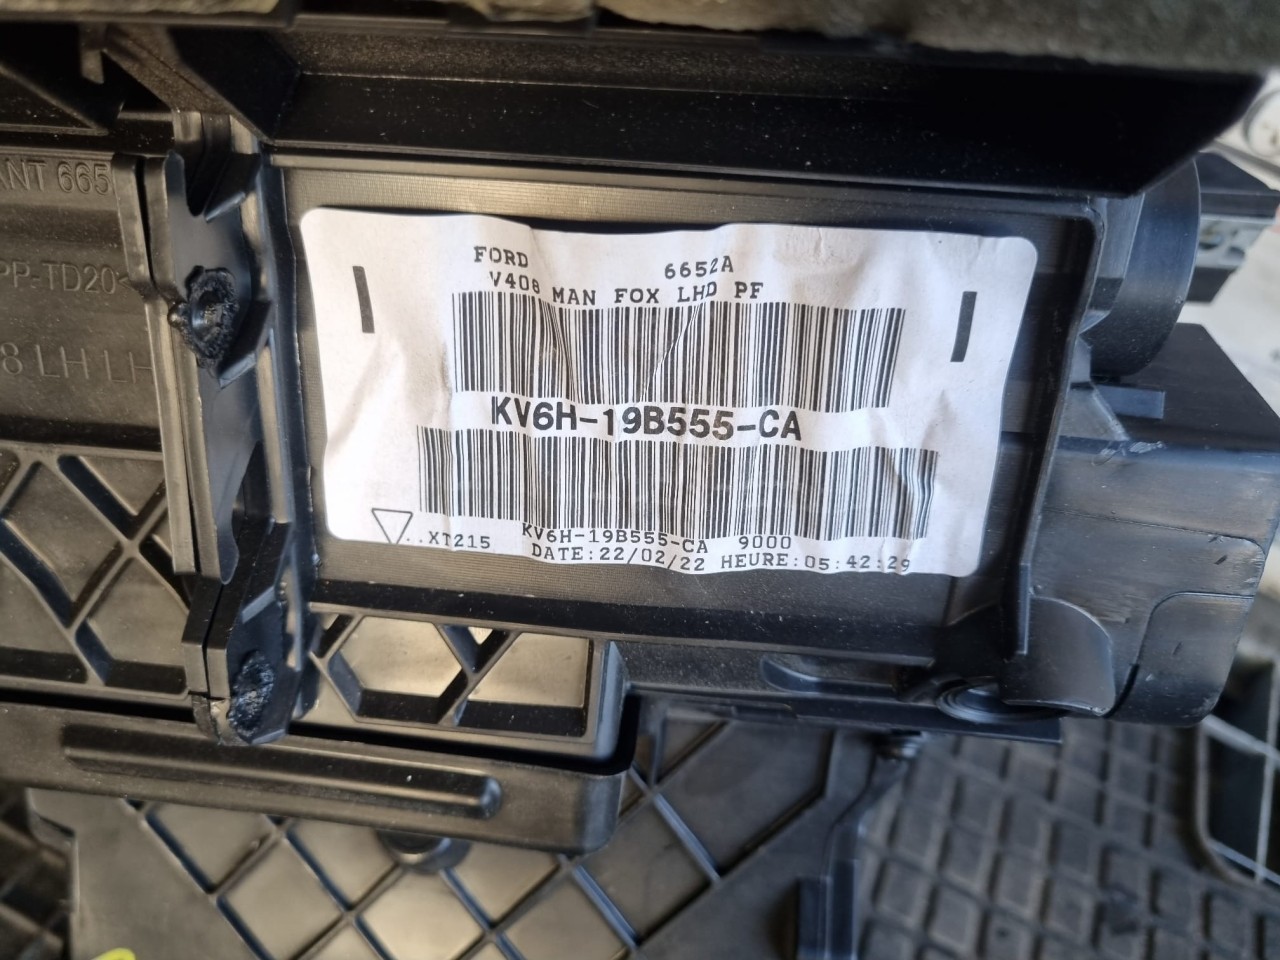 FORD 6652A
V408 MAN FOX LHD PF
KV6H-19B555-CA
KV6H-19B555-CA 9000
..XT215
DATE:22/02/22 HEURE:05:42:29
665
PP-TD20<
8 LH LH